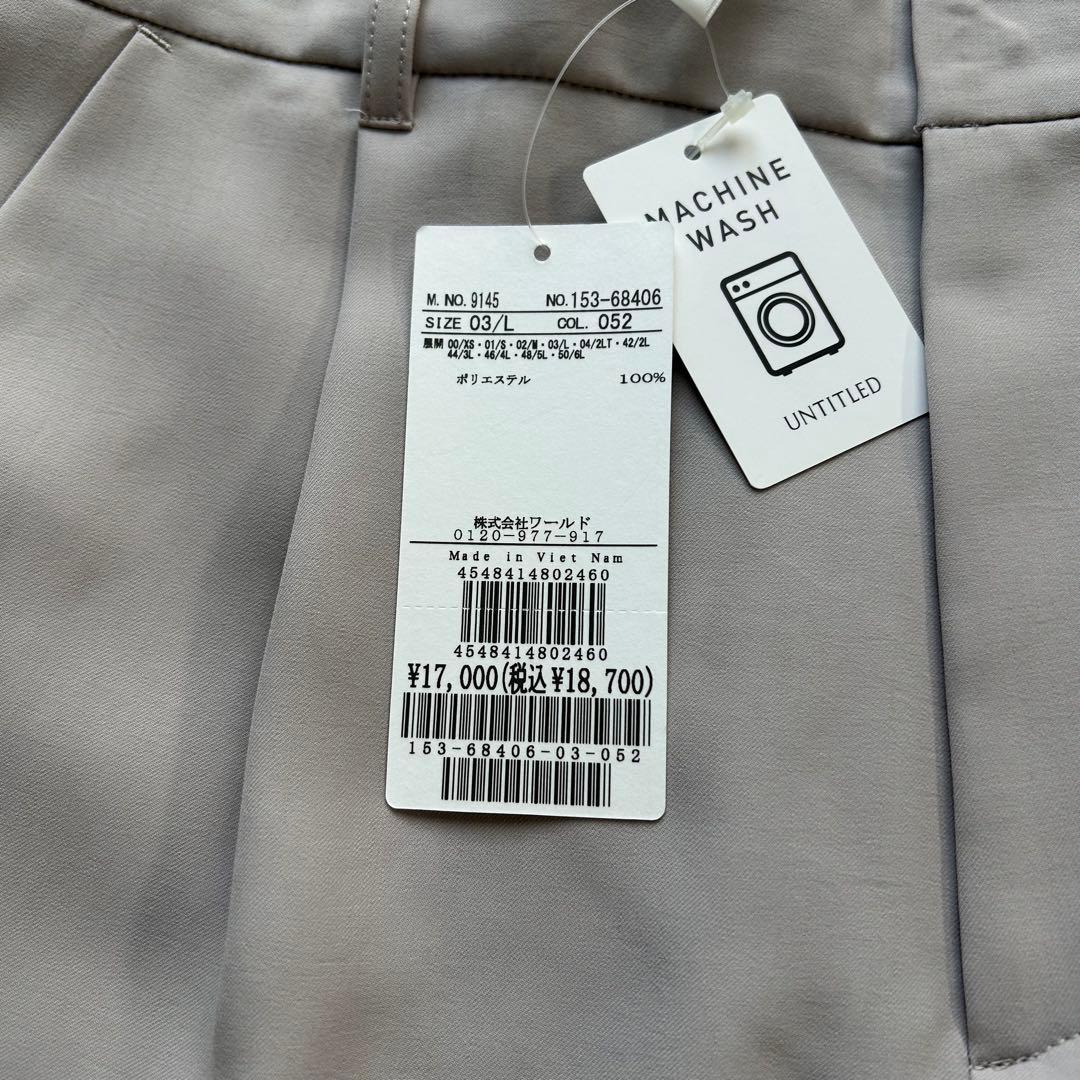 MACHINE
WASH
UNTITLED
M. NO. 9145 NO. 153-68406
SIZE 03/L COL. 052
展開 00/XS・01/S・02/M・03/L・04/2LT・42/2L
44/3L・46/4L・48/5L・50/6L
ポリエステル 100%
株式会社ワールド
0120-977-917
Made in Viet Nam
4548414802460
4548414802460
¥17,000(税込¥18,700)
153-68406-03-052